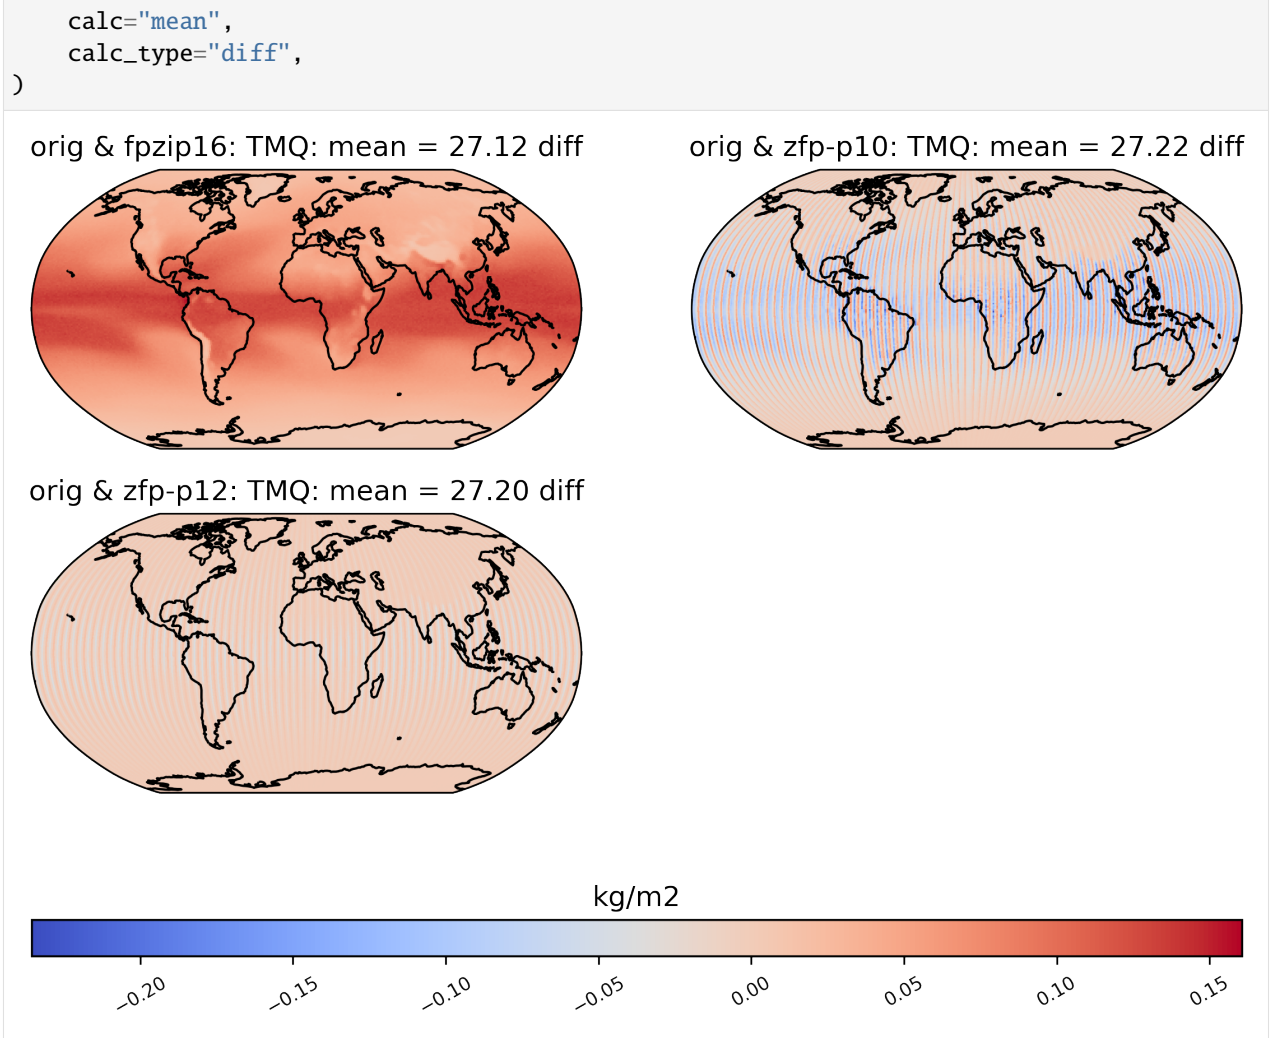 calc="mean",
calc_type="diff",
)
orig & fpzip16: TMQ: mean = 27.12 diff
orig & zfp-p10: TMQ: mean = 27.22 diff
orig & zfp-p12: TMQ: mean = 27.20 diff
kg/m2
−0.20 −0.15 −0.10 −0.05 0.00 0.05 0.10 0.15